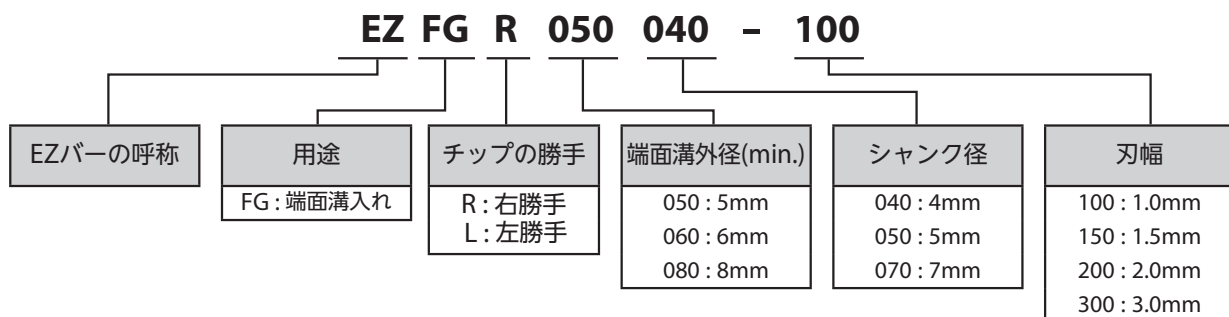 EZ FG R 050 040 - 100
EZバーの呼称
用途
FG : 端面溝入れ
チップの勝手
R : 右勝手
L : 左勝手
端面溝外径(min.)
050 : 5mm
060 : 6mm
080 : 8mm
シャンク径
040 : 4mm
050 : 5mm
070 : 7mm
刃幅
100 : 1.0mm
150 : 1.5mm
200 : 2.0mm
300 : 3.0mm